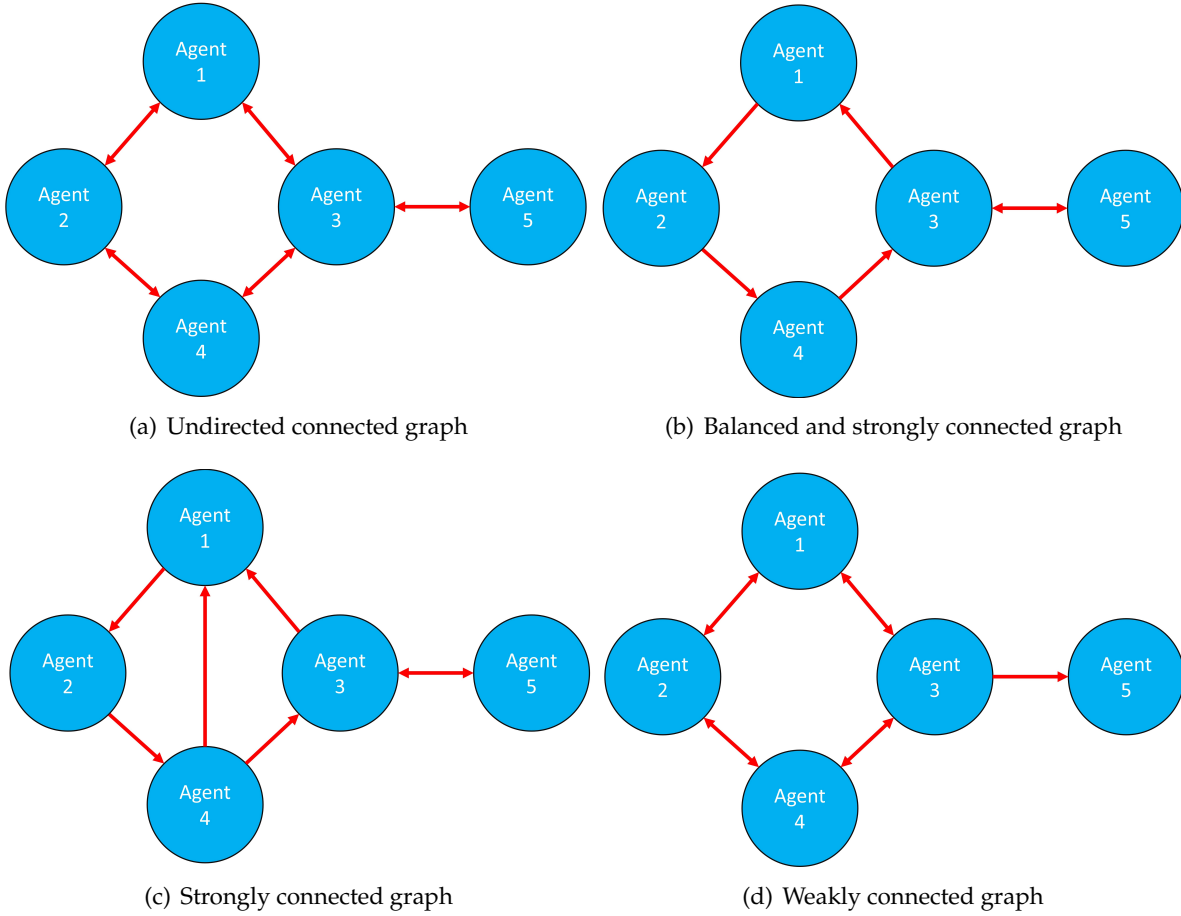 Agent
1
Agent
2
Agent
3
Agent
5
Agent
4
(a) Undirected connected graph
Agent
1
Agent
2
Agent
3
Agent
5
Agent
4
(b) Balanced and strongly connected graph
Agent
1
Agent
2
Agent
3
Agent
5
Agent
4
(c) Strongly connected graph
Agent
1
Agent
2
Agent
3
Agent
5
Agent
4
(d) Weakly connected graph